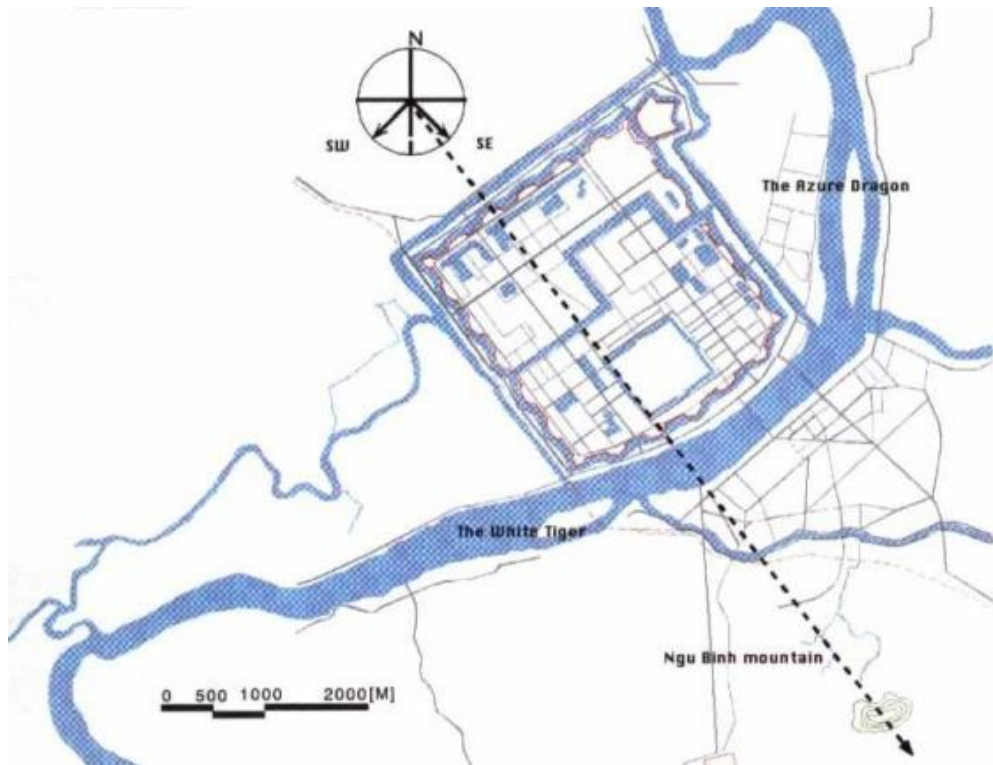 N
SW
SE
The Azure Dragon
The White Tiger
Ngu Binh mountain
0 500 1000 2000[M]